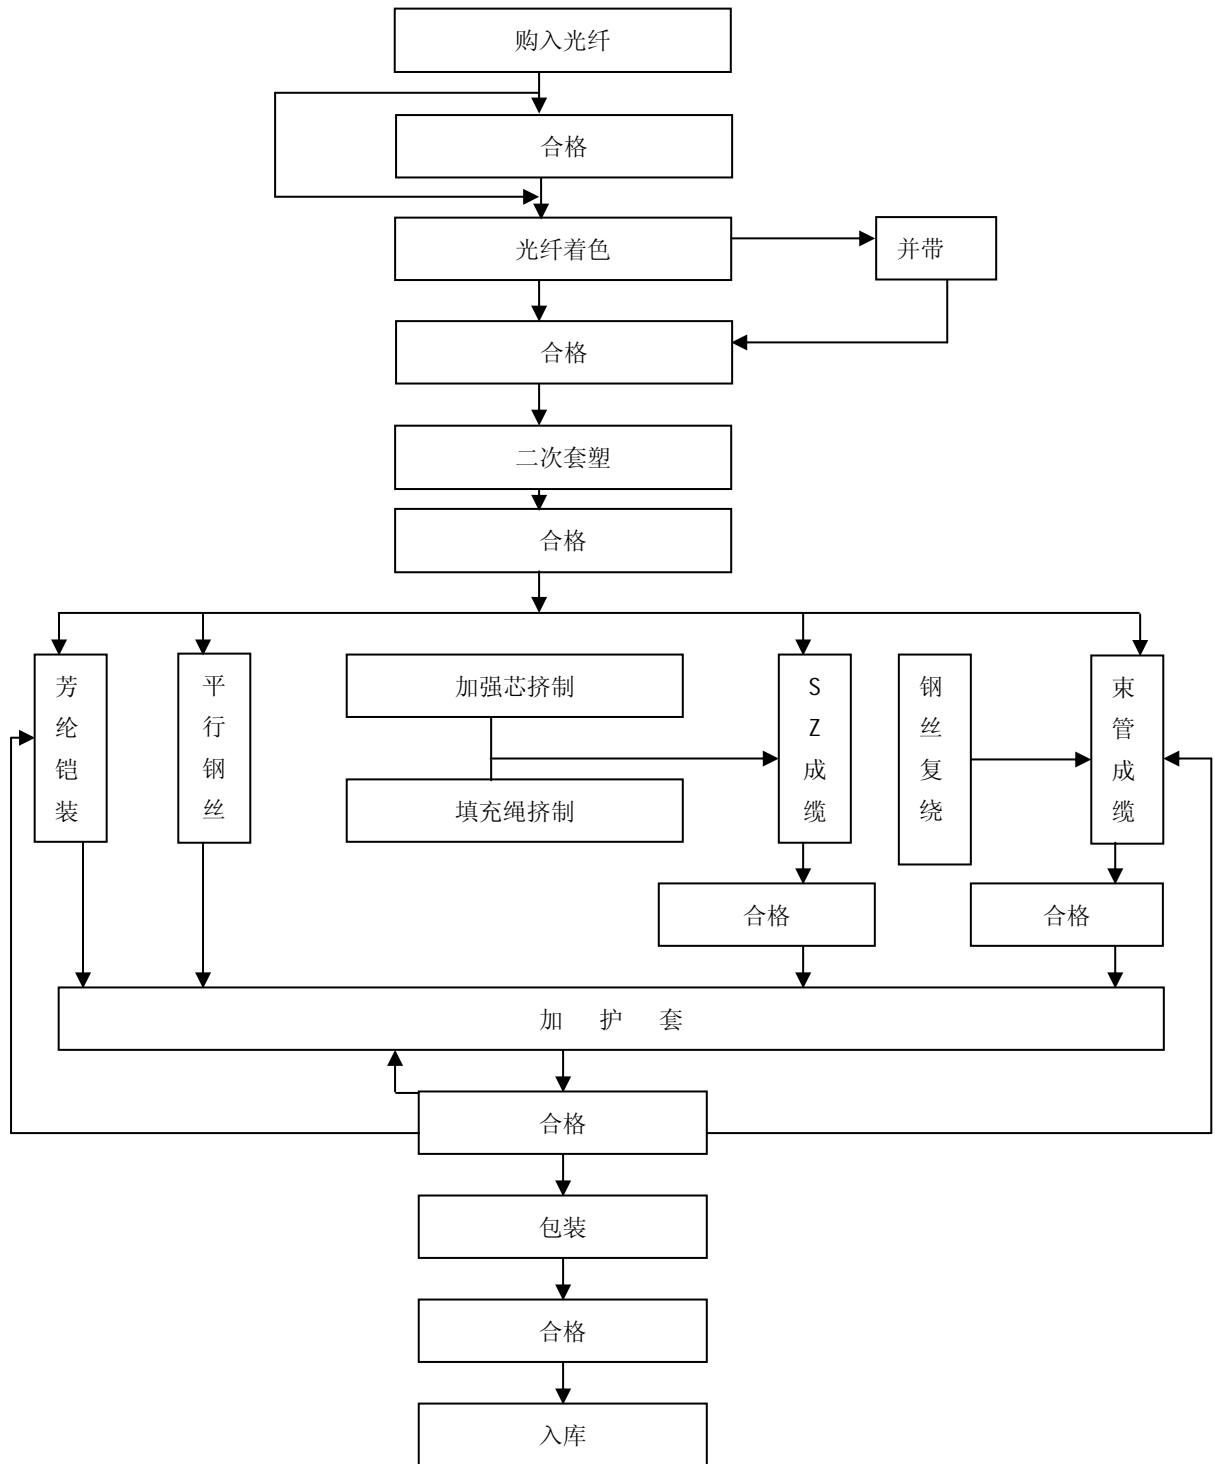 购入光纤
合格
光纤着色
并带
合格
二次套塑
合格
芳纶铠装
平行钢丝
加强芯挤制
填充绳挤制
SZ成缆
钢丝复绕
束管成缆
合格
合格
加 护 套
合格
包装
合格
入库